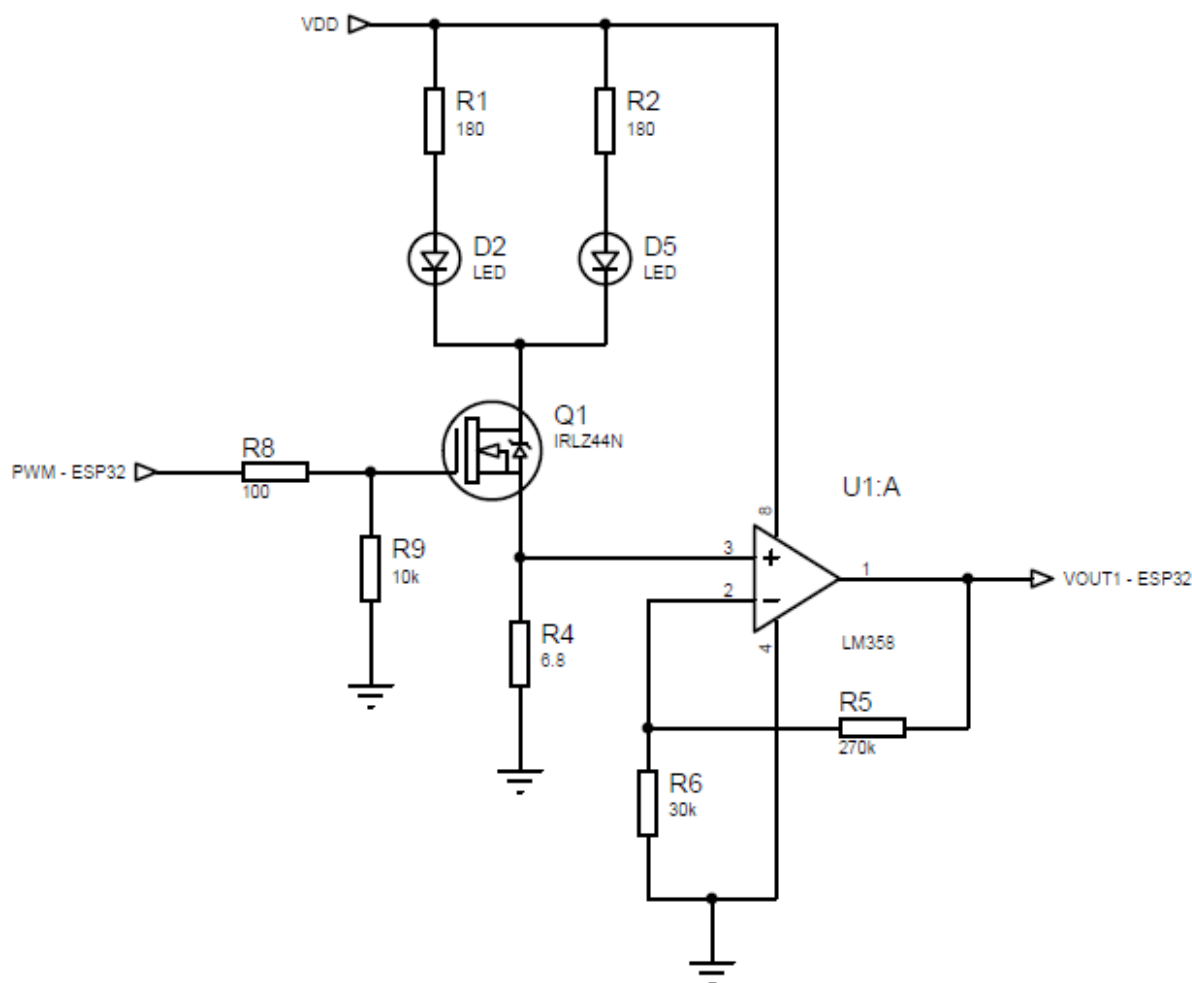 VDD
R1
180
R2
180
D2
LED
D5
LED
Q1
IRLZ44N
PWM - ESP32
R8
100
R9
10k
U1:A
8
3
+
2
-
1
4
VOUT1 - ESP32
LM358
R4
6.8
R5
270k
R6
30k